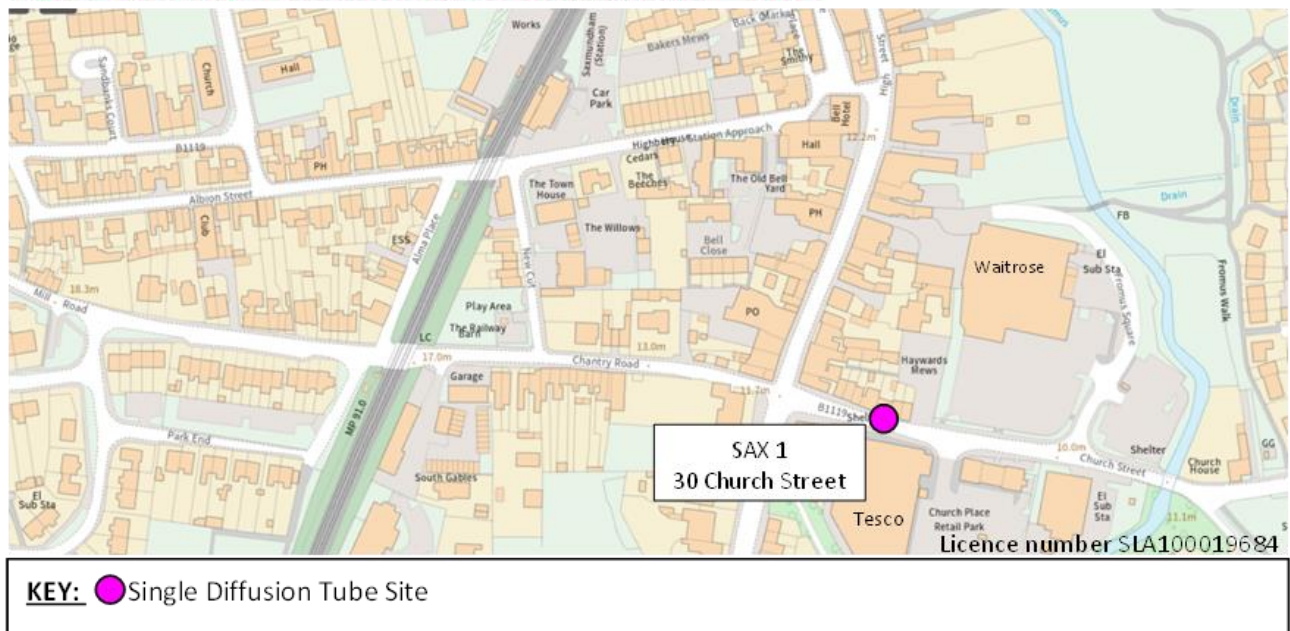 Works
Saxmundham
(Station)
Back Market
Place
The
Smithy
Bakers Mews
High
Street
Sandbanks Court
Church
Hall
Car
Park
Bell
Hotel
Fromus
Drain
B1119
PH
Station Approach
Cedars
The
Beeches
Hall
12.2m
Albion Street
Club
The Town
House
The Old Bell
Yard
PH
Drain
FB
ESS
Alma Place
New Cut
The Willows
Bell
Close
Waitrose
El
Sub Sta
Fromus Square
Fromus Walk
18.3m
Mill Road
Play Area
The Railway
Barn
LC
17.0m
PO
13.0m
Chantry Road
Haywards
Mews
Garage
11.7m
B1119
MP 91.0
Park End
SAX 1
30 Church Street
10.0m
Church Street
Shelter
Church
House
GG
South Gables
El
Sub Sta
Tesco
Church Place
Retail Park
El
Sub
Sta
11.1m
Licence number SLA100019684
KEY: Single Diffusion Tube Site